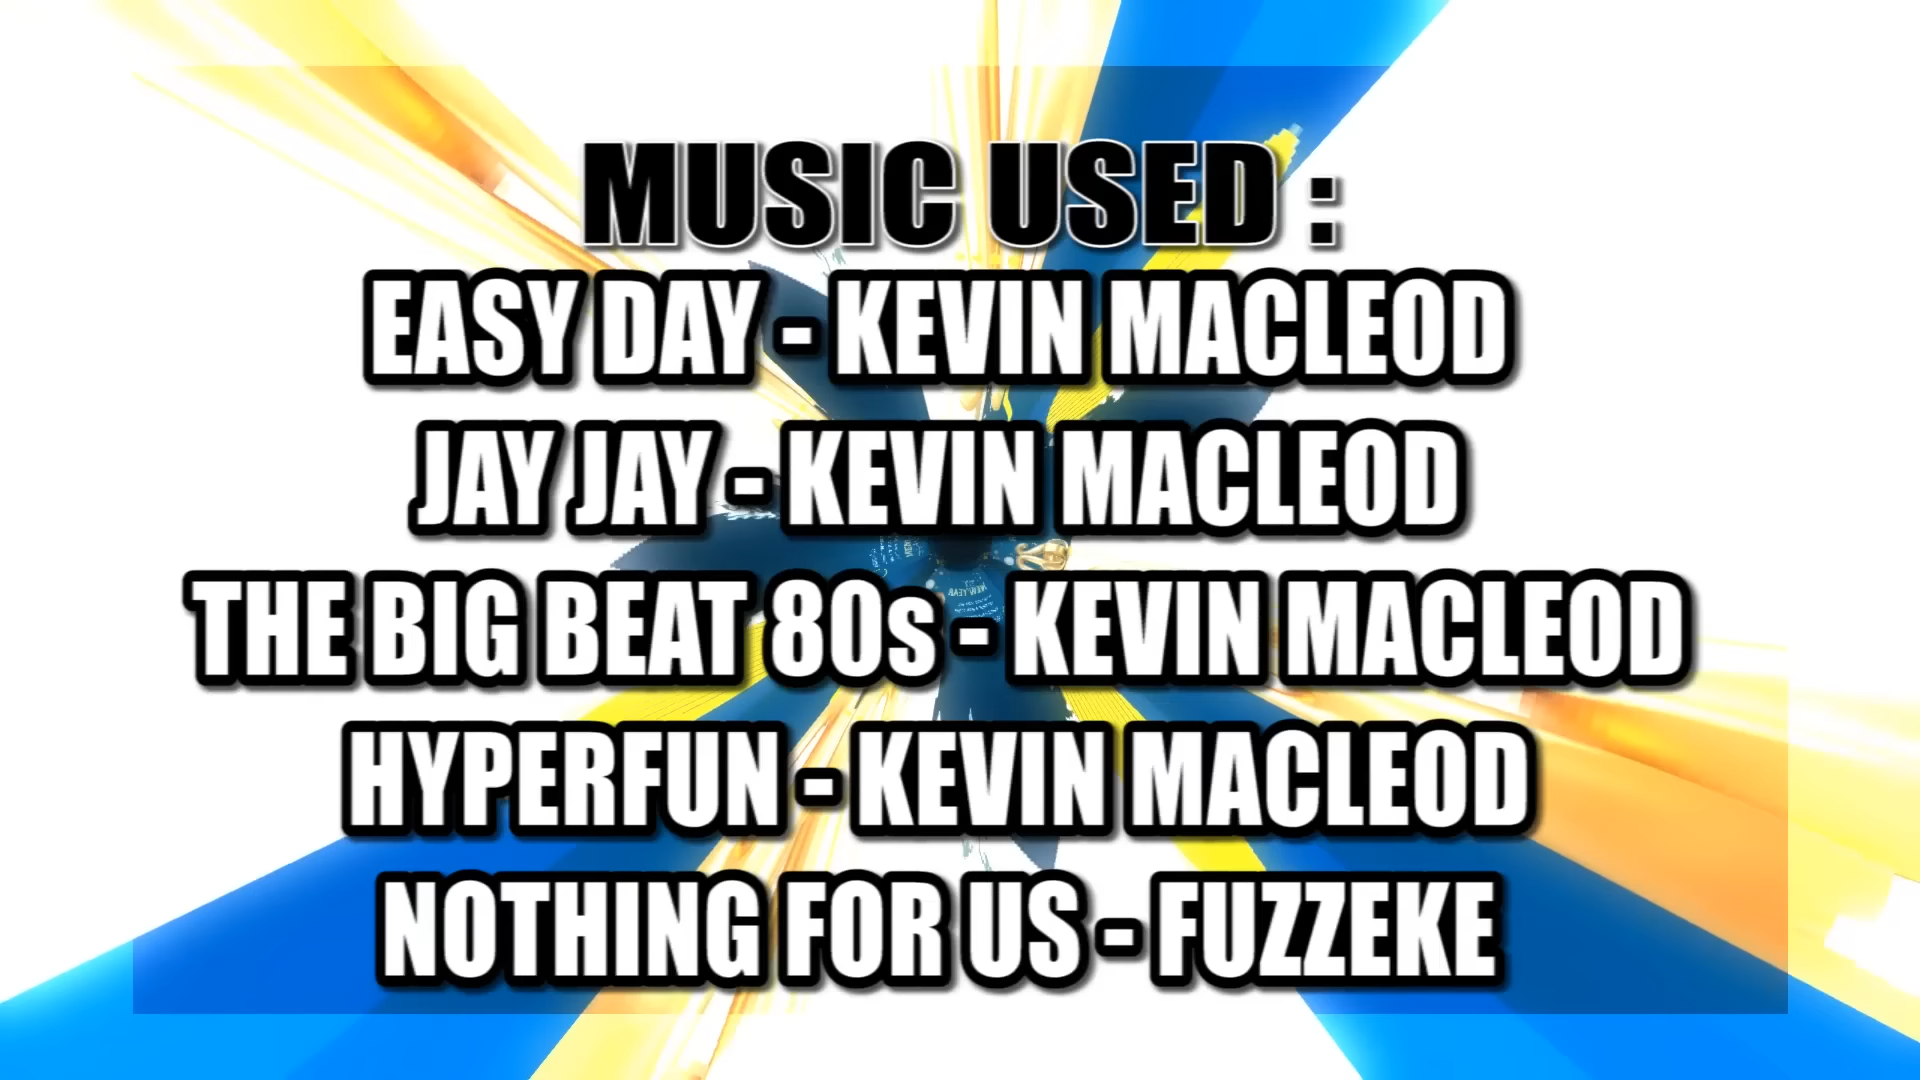 MUSIC USED :
EASY DAY - KEVIN MACLEOD
JAY JAY - KEVIN MACLEOD
THE BIG BEAT 80s - KEVIN MACLEOD
HYPERFUN - KEVIN MACLEOD
NOTHING FOR US - FUZZEKE